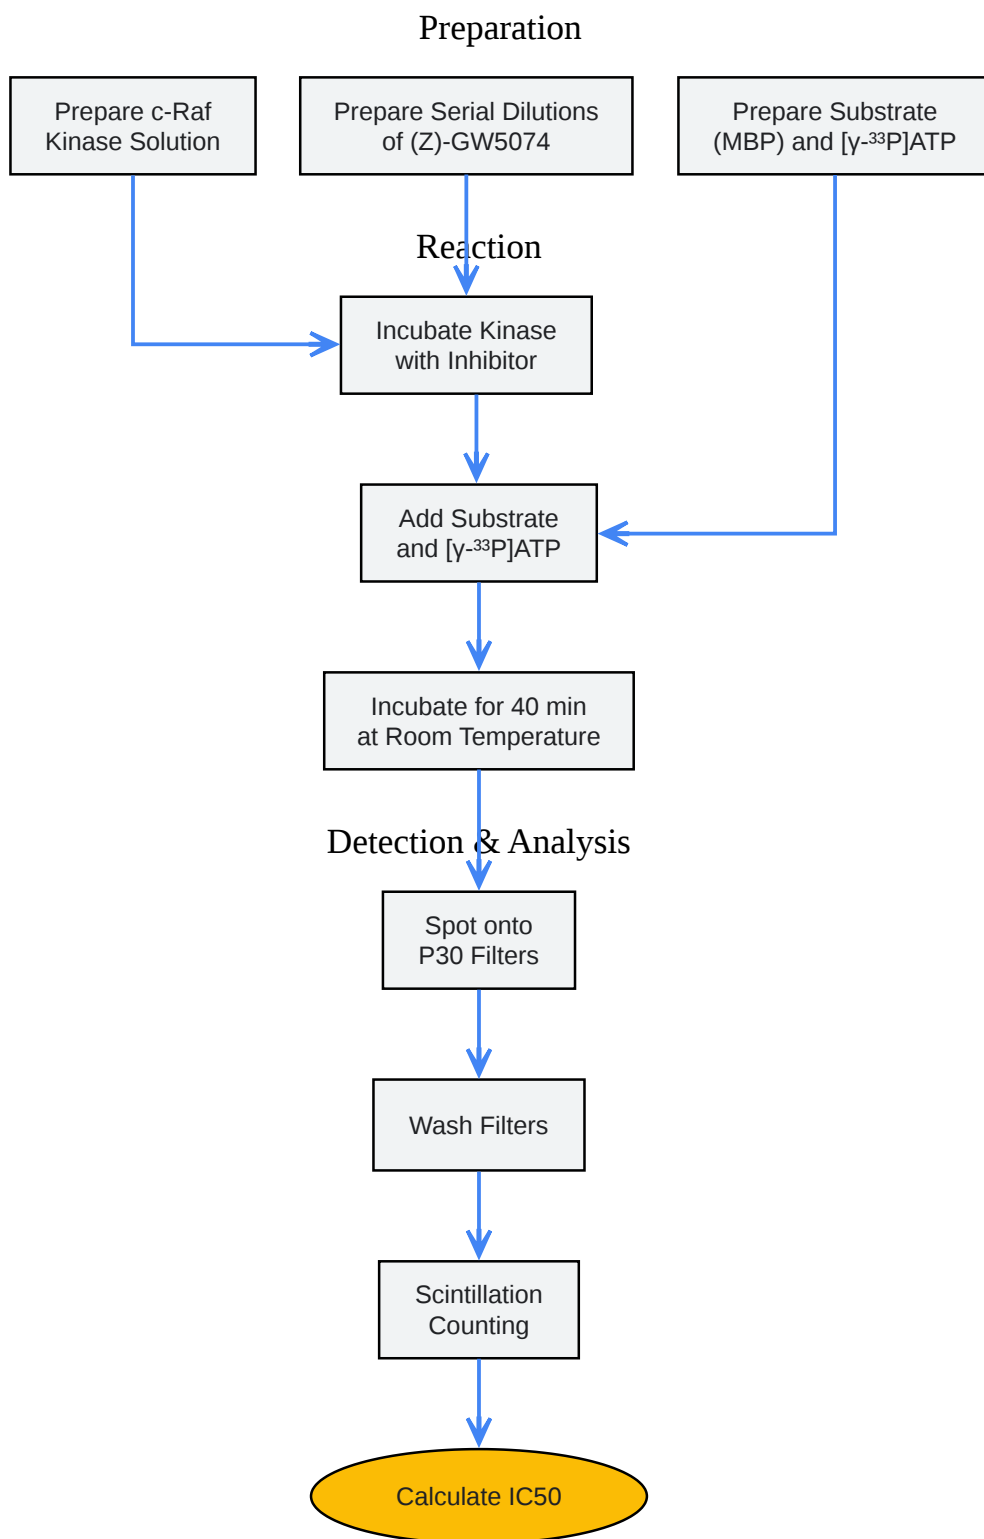 Preparation
Prepare c-Raf
Kinase Solution
Prepare Serial Dilutions
of (Z)-GW5074
Prepare Substrate
(MBP) and [γ-³³P]ATP
Reaction
Incubate Kinase
with Inhibitor
Add Substrate
and [γ-³³P]ATP
Incubate for 40 min
at Room Temperature
Detection & Analysis
Spot onto
P30 Filters
Wash Filters
Scintillation
Counting
Calculate IC50